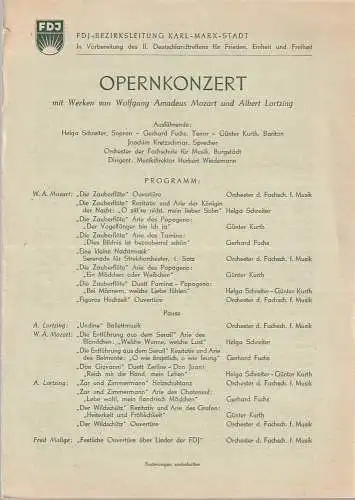 FDJ
FDJ-BEZIRKSLEITUNG KARL-MARX-STADT
In Vorbereitung des II. Deutschlandtreffens für Frieden, Einheit und Freiheit
OPERNKONZERT
mit Werken von Wolfgang Amadeus Mozart und Albert Lortzing
Ausführende:
Helga Schreiter, Sopran - Gerhard Fuchs, Tenor - Günter Kurth, Bariton
Joachim Kretzschmar, Sprecher
Orchester der Fachschule für Musik, Burgstädt
Dirigent: Musikdirektor Herbert Wiedemann
PROGRAMM:
W. A. Mozart: „Die Zauberflöte" Ouvertüre Orchester d. Fachsch. f. Musik
„Die Zauberflöte" Rezitativ und Arie der Königin
der Nacht: „O zittre nicht, mein lieber Sohn" Helga Schreiter
„Die Zauberflöte" Arie des Papageno:
„Der Vogelfänger bin ich ja" Günter Kurth
„Die Zauberflöte" Arie des Tamino:
„Dies Bildnis ist bezaubernd schön" Gerhard Fuchs
„Eine kleine Nachtmusik"
Serenade für Streichorchester, 1. Satz Orchester d. Fachsch. f. Musik
„Die Zauberflöte" Arie des Papageno:
„Ein Mädchen oder Weibchen" Günter Kurth
„Die Zauberflöte" Duett Pamina - Papageno:
„Bei Männern, welche Liebe fühlen" Helga Schreiter-Günter Kurth
„Figaros Hochzeit" Ouvertüre Orchester d. Fachsch. f. Musik
Pause
A. Lortzing: „Undine" Ballettmusik Orchester d. Fachsch. f. Musik
W. A. Mozart: „Die Entführung aus dem Serail" Arie des
Blondchen: „Welche Wonne, welche Lust" Helga Schreiter
„Die Entführung aus dem Serail" Rezitativ und Arie
des Belmonte: „O wie ängstlich, o wie feurig" Gerhard Fuchs
„Don Giovanni" Duett Zerline - Don Juan:
„Reich mir die Hand, mein Leben" Helga Schreiter-Günter Kurth
A. Lortzing: „Zar und Zimmermann" Holzschuhtanz Orchester d. Fachsch. f. Musik
„Zar und Zimmermann" Arie des Chateauneuf:
„Lebe wohl, mein flandrisch Mädchen" Gerhard Fuchs
„Der Wildschütz" Rezitativ und Arie des Grafen:
„Heiterkeit und Fröhlichkeit" Günter Kurth
„Der Wildschütz" Ouvertüre Orchester d. Fachsch. f. Musik
Fred Malige: „Festliche Ouvertüre über Lieder der FDJ" Orchester d. Fachsch. f. Musik
Änderungen vorbehalten